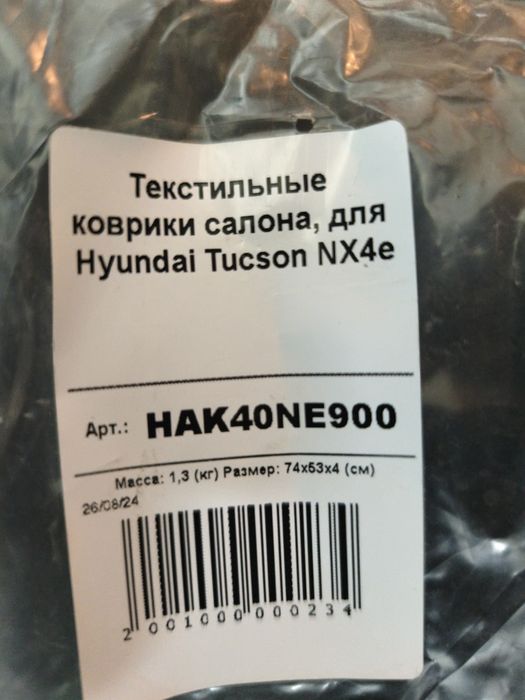 Текстильные
коврики салона, для
Hyundai Tucson NX4e
Арт.: HAK40NE900
Масса: 1,3 (кг) Размер: 74х53х4 (см)
26/08/24
2 001000 000234